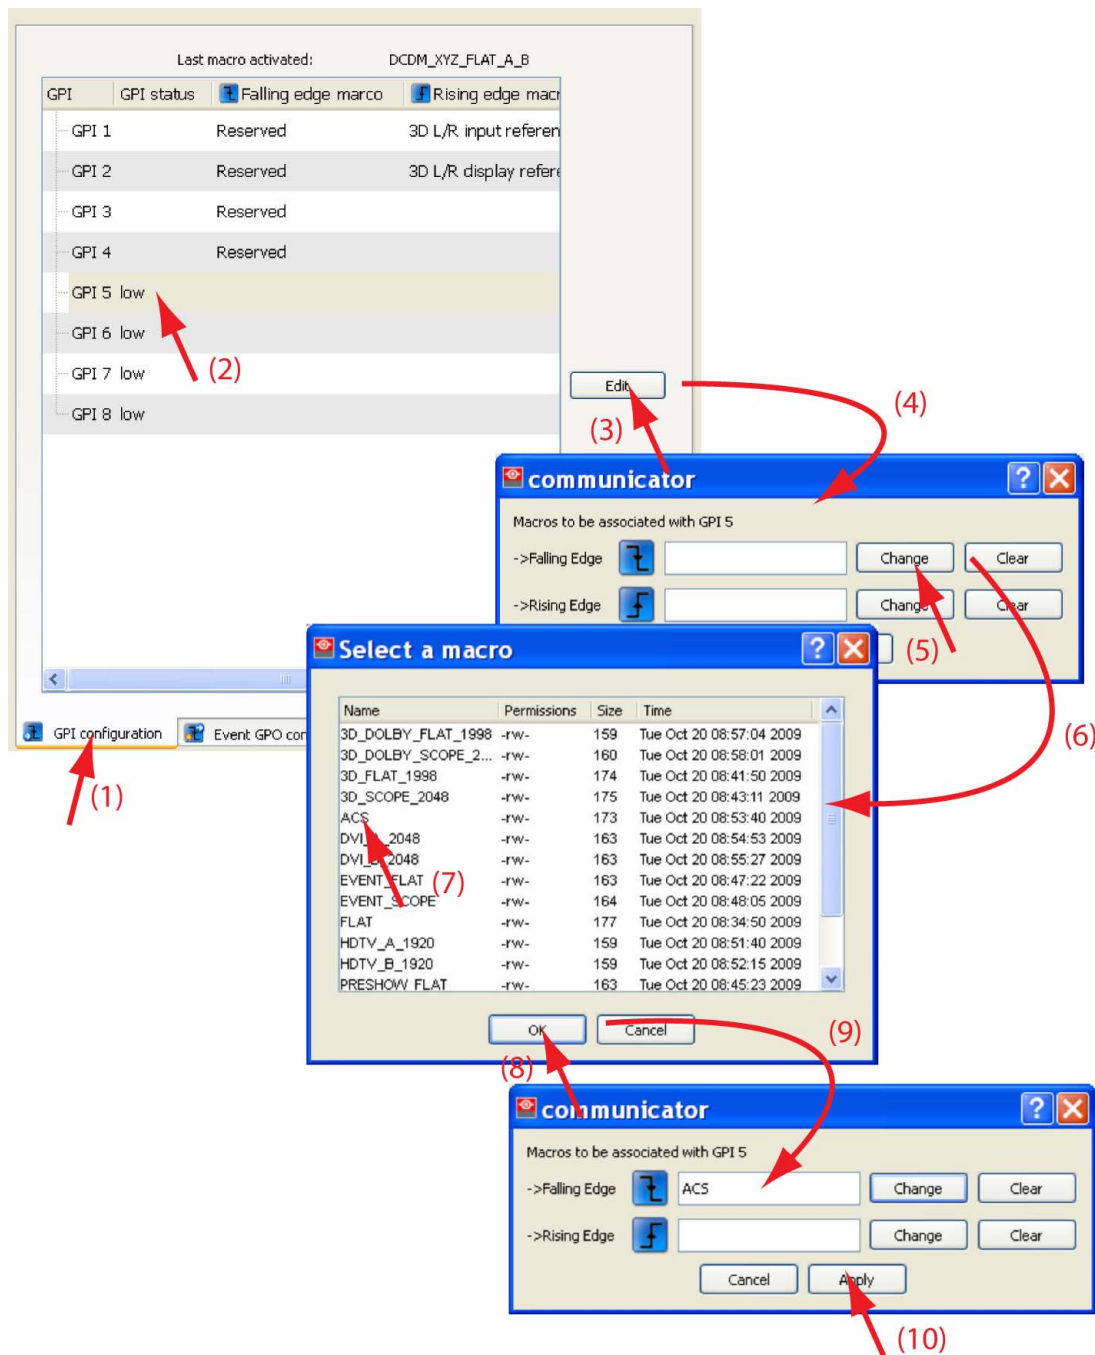 Last macro activated: DCDM_XYZ_FLAT_A_B
GPI GPI status Falling edge marco Rising edge macr
GPI 1 Reserved 3D L/R input referen
GPI 2 Reserved 3D L/R display refere
GPI 3 Reserved
GPI 4 Reserved
GPI 5 low
GPI 6 low
(2)
GPI 7 low
Edit
GPI 8 low
(4)
(3)
communicator
Macros to be associated with GPI 5
->Falling Edge Change Clear
->Rising Edge Change Clear
(5)
Select a macro
GPI configuration Event GPO con
(1)
(6)
Name Permissions Size Time
3D_DOLBY_FLAT_1998 -rw- 159 Tue Oct 20 08:57:04 2009
3D_DOLBY_SCOPE_2... -rw- 160 Tue Oct 20 08:58:01 2009
3D_FLAT_1998 -rw- 174 Tue Oct 20 08:41:50 2009
3D_SCOPE_2048 -rw- 175 Tue Oct 20 08:43:11 2009
ACS -rw- 173 Tue Oct 20 08:53:40 2009
-rw- 163 Tue Oct 20 08:54:53 2009
-rw- 163 Tue Oct 20 08:55:27 2009
EVENT_FLAT -rw- 163 Tue Oct 20 08:47:22 2009
(7)
EVENT_SCOPE -rw- 164 Tue Oct 20 08:48:05 2009
FLAT -rw- 177 Tue Oct 20 08:34:50 2009
HDTV_A_1920 -rw- 159 Tue Oct 20 08:51:40 2009
HDTV_B_1920 -rw- 159 Tue Oct 20 08:52:15 2009
PRESHOW FLAT -rw- 163 Tue Oct 20 08:45:23 2009
OK Cancel
(9)
(8)
communicator
Macros to be associated with GPI 5
->Falling Edge ACS Change Clear
->Rising Edge Change Clear
Cancel Apply
(10)